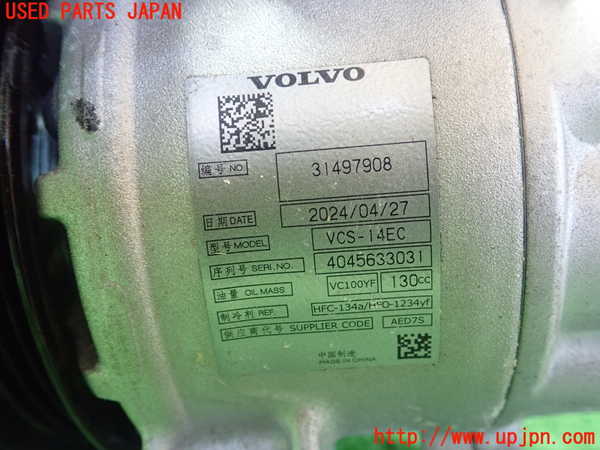 USED PARTS JAPAN
VOLVO
编号 NO. 31497908
日期 DATE 2024/04/27
型号 MODEL VCS-14EC
序列号 SERI.NO. 4045633031
油量 OIL MASS VC100YF 130cc
制冷剂 REF. HFC-134a/HFO-1234yf
供应商代号 SUPPLIER CODE AED7S
中国制造
MADE IN CHINA
http://www.upjpn.com/